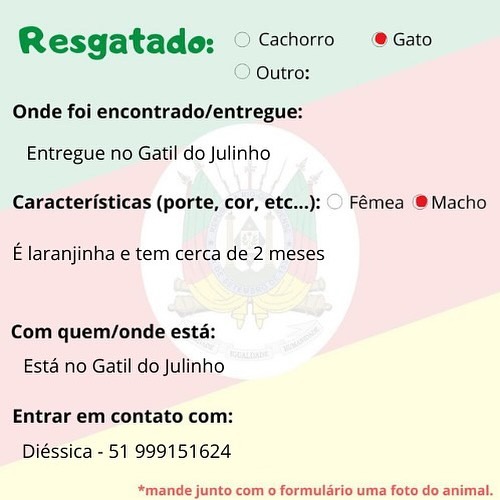 Resgatado: Cachorro Gato
Outro:
Onde foi encontrado/entregue:
Entregue no Gatil do Julinho
Características (porte, cor, etc...): Fêmea Macho
É laranjinha e tem cerca de 2 meses
Com quem/onde está:
Está no Gatil do Julinho
Entrar em contato com:
Diéssica - 51 999151624
*mande junto com o formulário uma foto do animal.